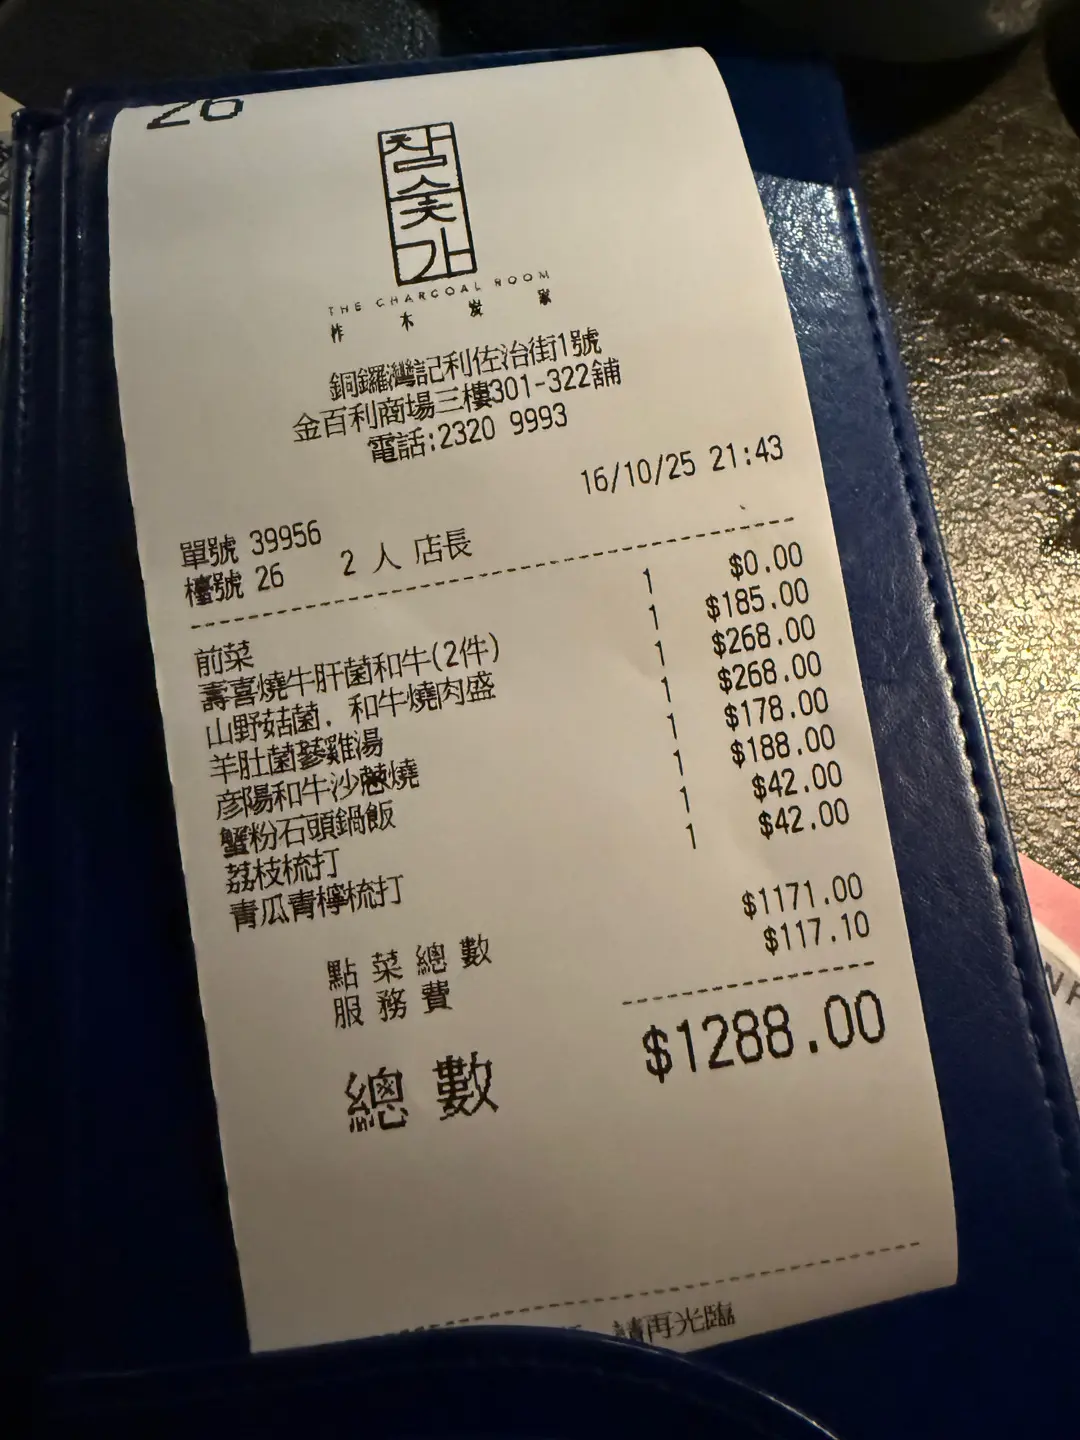 26
참숯가
THE CHARCOAL ROOM
柞木炭家
銅鑼灣記利佐治街1號
金百利商場三樓301-322舖
電話:2320 9993
16/10/25 21:43
單號 39956
檯號 26 2 人 店長
前菜 1 $0.00
壽喜燒牛肝菌和牛(2件) 1 $185.00
山野菇菌. 和牛燒肉盛 1 $268.00
羊肚菌蔘雞湯 1 $268.00
彥陽和牛沙蔥燒 1 $178.00
蟹粉石頭鍋飯 1 $188.00
荔枝梳打 1 $42.00
青瓜青檸梳打 1 $42.00
點菜總數 $1171.00
服務費 $117.10
總數 $1288.00
請再光臨